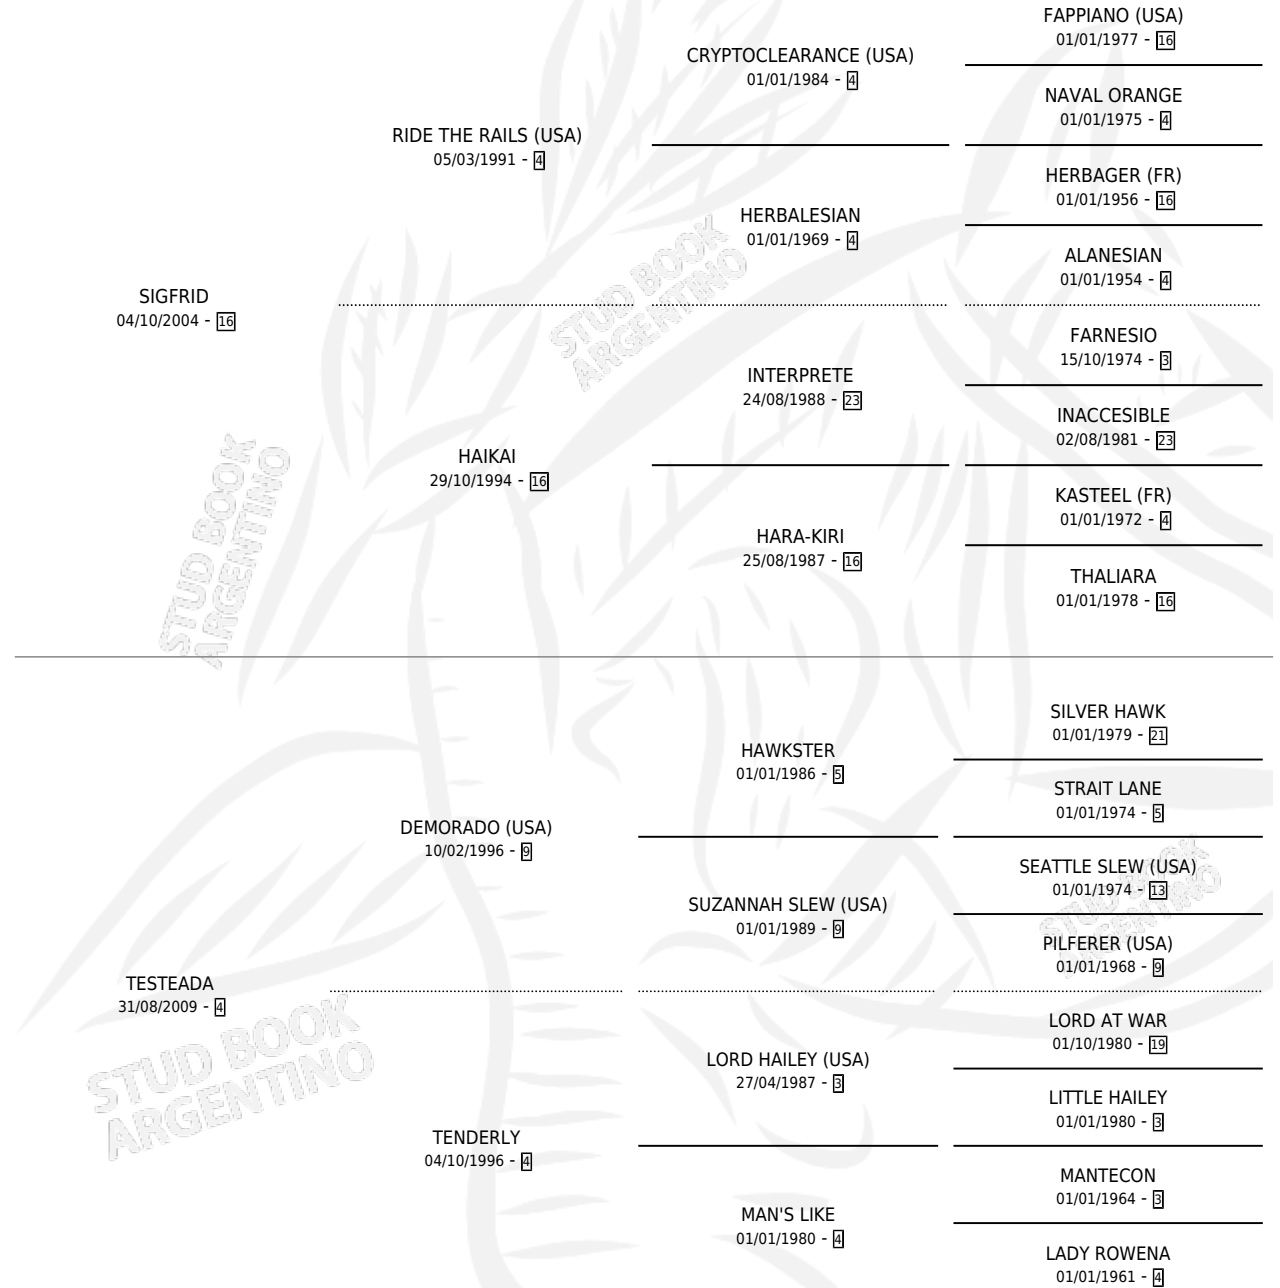 FAPPIANO (USA)
01/01/1977 - 16
CRYPTOCLEARANCE (USA)
01/01/1984 - 4
NAVAL ORANGE
01/01/1975 - 4
RIDE THE RAILS (USA)
05/03/1991 - 4
HERBAGER (FR)
01/01/1956 - 16
HERBALESIAN
01/01/1969 - 4
ALANESIAN
01/01/1954 - 4
SIGFRID
04/10/2004 - 16
STUD BOOK
ARGENTINO
FARNESIO
15/10/1974 - 3
INTERPRETE
24/08/1988 - 23
INACCESIBLE
02/08/1981 - 23
HAIKAI
29/10/1994 - 16
KASTEEL (FR)
01/01/1972 - 4
HARA-KIRI
25/08/1987 - 16
THALIARA
01/01/1978 - 16
STUD BOOK
ARGENTINO
SILVER HAWK
01/01/1979 - 21
HAWKSTER
01/01/1986 - 5
STRAIT LANE
01/01/1974 - 5
DEMORADO (USA)
10/02/1996 - 9
SEATTLE SLEW (USA)
01/01/1974 - 13
SUZANNAH SLEW (USA)
01/01/1989 - 9
PILFERER (USA)
01/01/1968 - 9
STUD BOOK
ARGENTINO
TESTEADA
31/08/2009 - 4
LORD AT WAR
01/10/1980 - 19
LORD HAILEY (USA)
27/04/1987 - 3
LITTLE HAILEY
01/01/1980 - 3
STUD BOOK
ARGENTINO
TENDERLY
04/10/1996 - 4
MANTECON
01/01/1964 - 3
MAN'S LIKE
01/01/1980 - 4
LADY ROWENA
01/01/1961 - 4